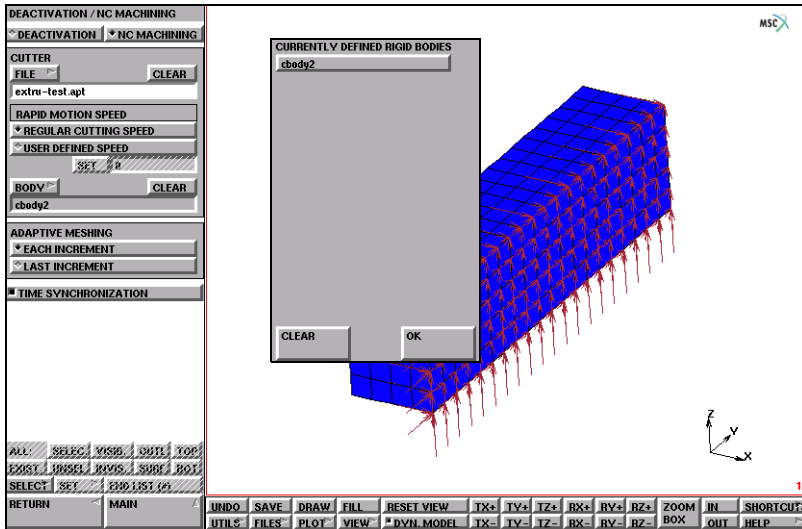 DEACTIVATION / NC MACHINING
DEACTIVATION NC MACHINING
CUTTER
FILE CLEAR
extru-test.apt
RAPID MOTION SPEED
REGULAR CUTTING SPEED
USER DEFINED SPEED
SET a
BODY CLEAR
cbody2
ADAPTIVE MESHING
EACH INCREMENT
LAST INCREMENT
TIME SYNCHRONIZATION
CURRENTLY DEFINED RIGID BODIES
cbody2
CLEAR OK
MSC
Z
Y
X
1
ALL: SELEC. VISIB. OUTL TOP
EXIST. UNSEL INVIS. SURF BOT
SELECT SET END LIST (#)
RETURN MAIN
UNDO SAVE DRAW FILL RESET VIEW TX+ TY+ TZ+ RX+ RY+ RZ+ ZOOM BOX IN SHORTCUT
UTILS FILES PLOT VIEW DYN. MODEL TX- TY- TZ- RX- RY- RZ- OUT HELP